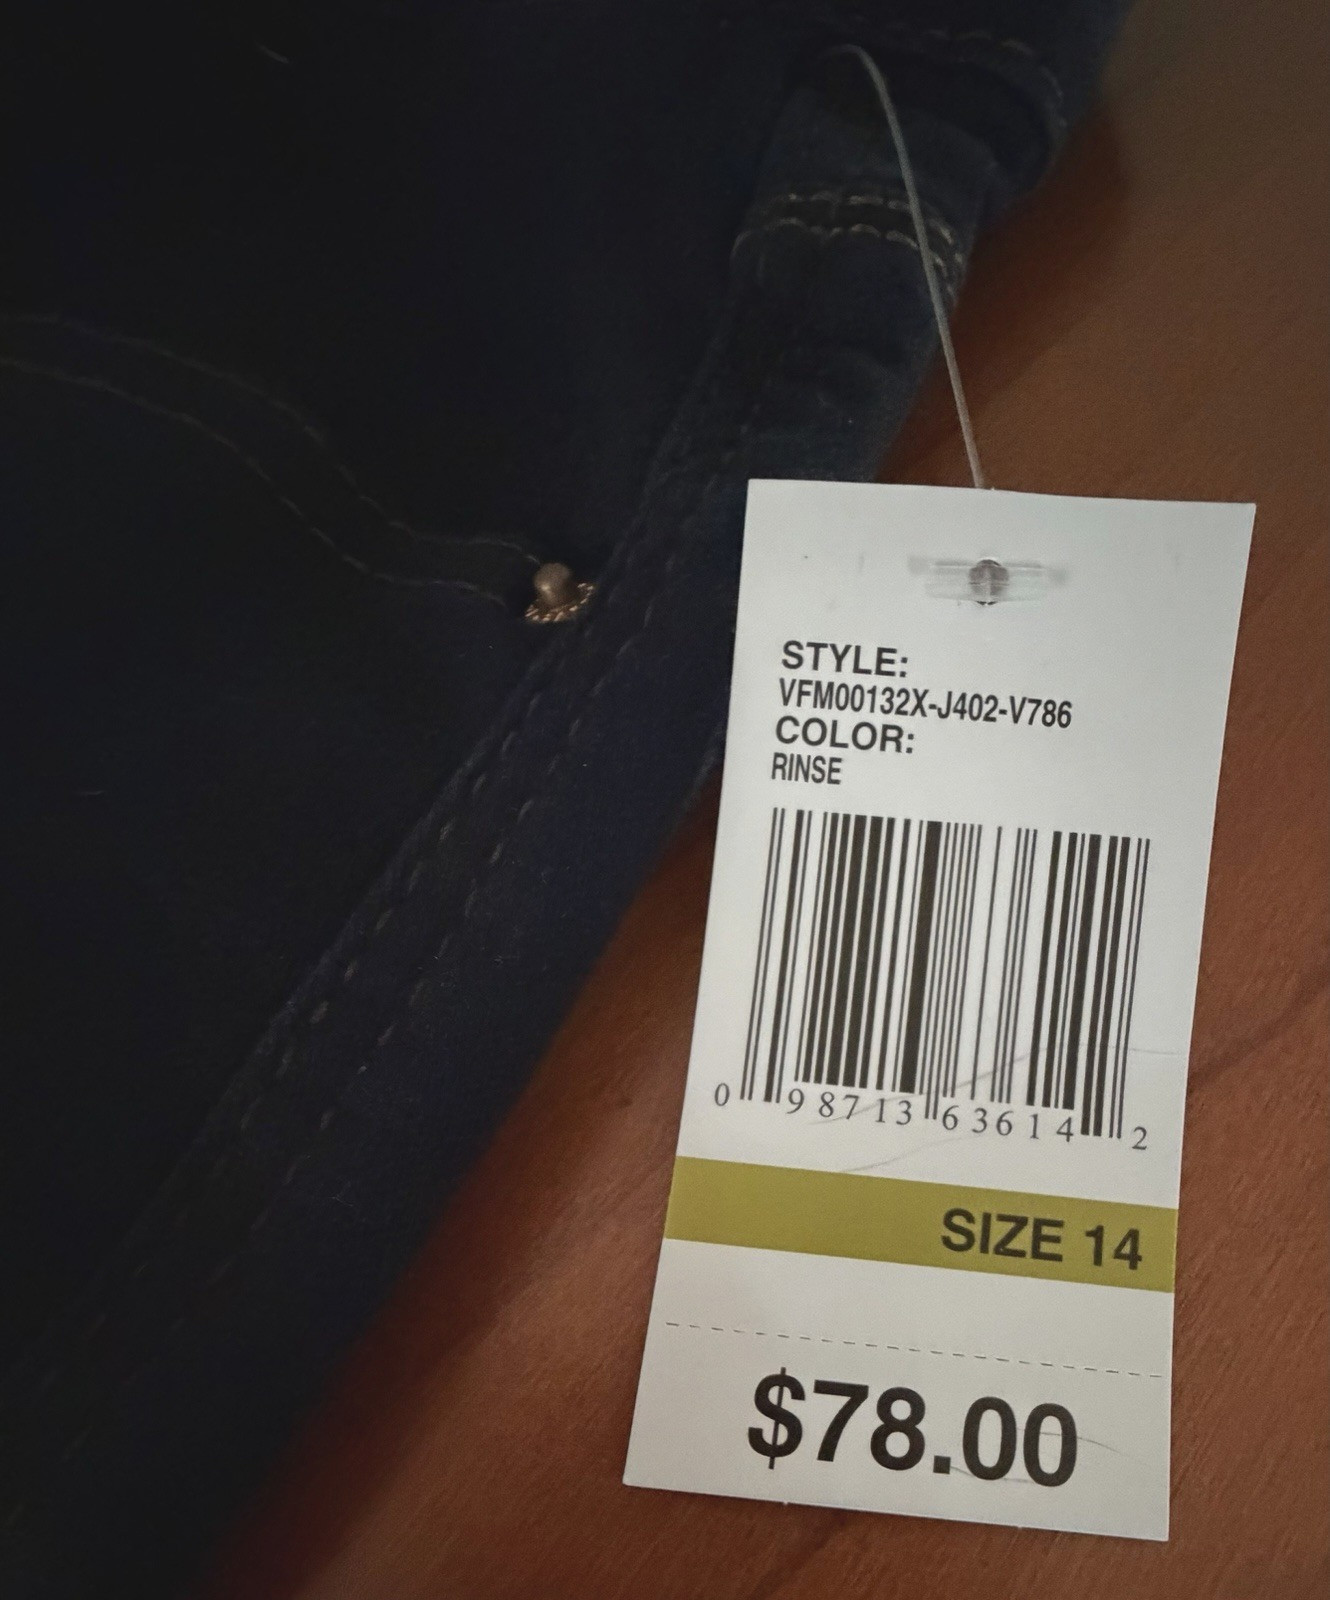 STYLE:
VFM00132X-J402-V786
COLOR:
RINSE
0 98713 63614 2
SIZE 14
$78.00